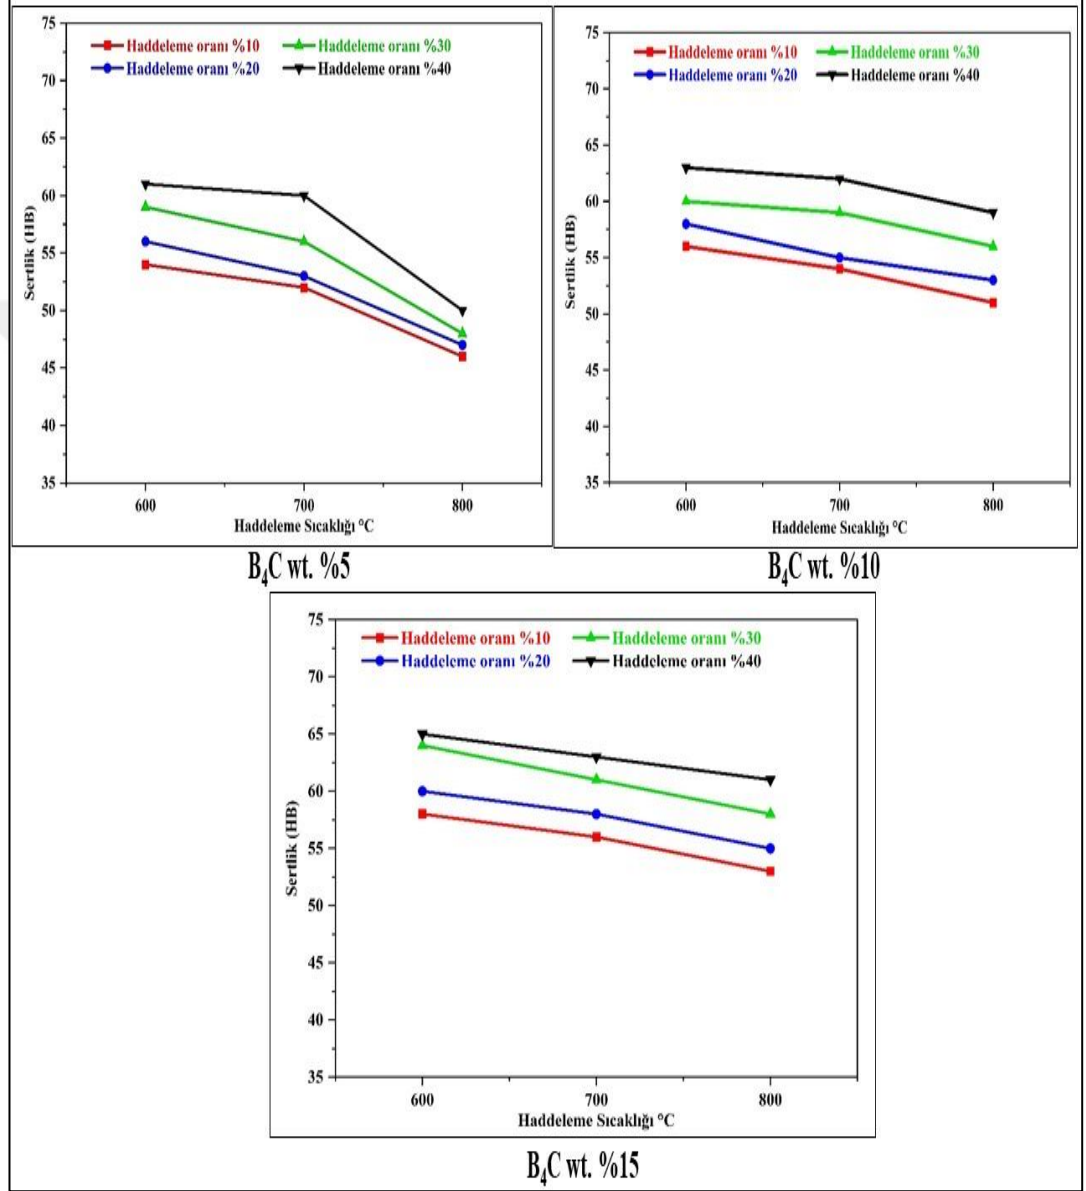 Haddeleme oranı %10 Haddeleme oranı %30
Haddeleme oranı %20 Haddeleme oranı %40
75
70
65
60
55
50
45
40
35
Sertlik (HB)
600 700 800
Haddeleme Sıcaklığı °C
B₄C wt. %5
Haddeleme oranı %10 Haddeleme oranı %30
Haddeleme oranı %20 Haddeleme oranı %40
75
70
65
60
55
50
45
40
35
Sertlik (HB)
600 700 800
Haddeleme Sıcaklığı °C
B₄C wt. %10
Haddeleme oranı %10 Haddeleme oranı %30
Haddeleme oranı %20 Haddeleme oranı %40
75
70
65
60
55
50
45
40
35
Sertlik (HB)
600 700 800
Haddeleme Sıcaklığı °C
B₄C wt. %15